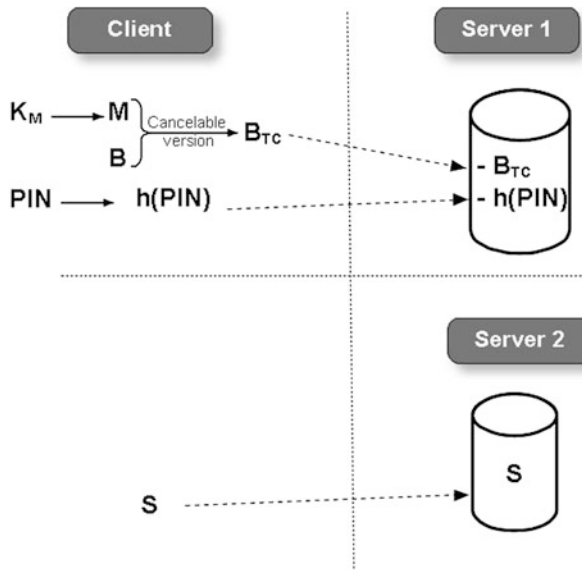 Client
Server 1
K_M M Cancelable version B_TC
B
- B_TC
PIN h(PIN)
- h(PIN)
Server 2
S
S